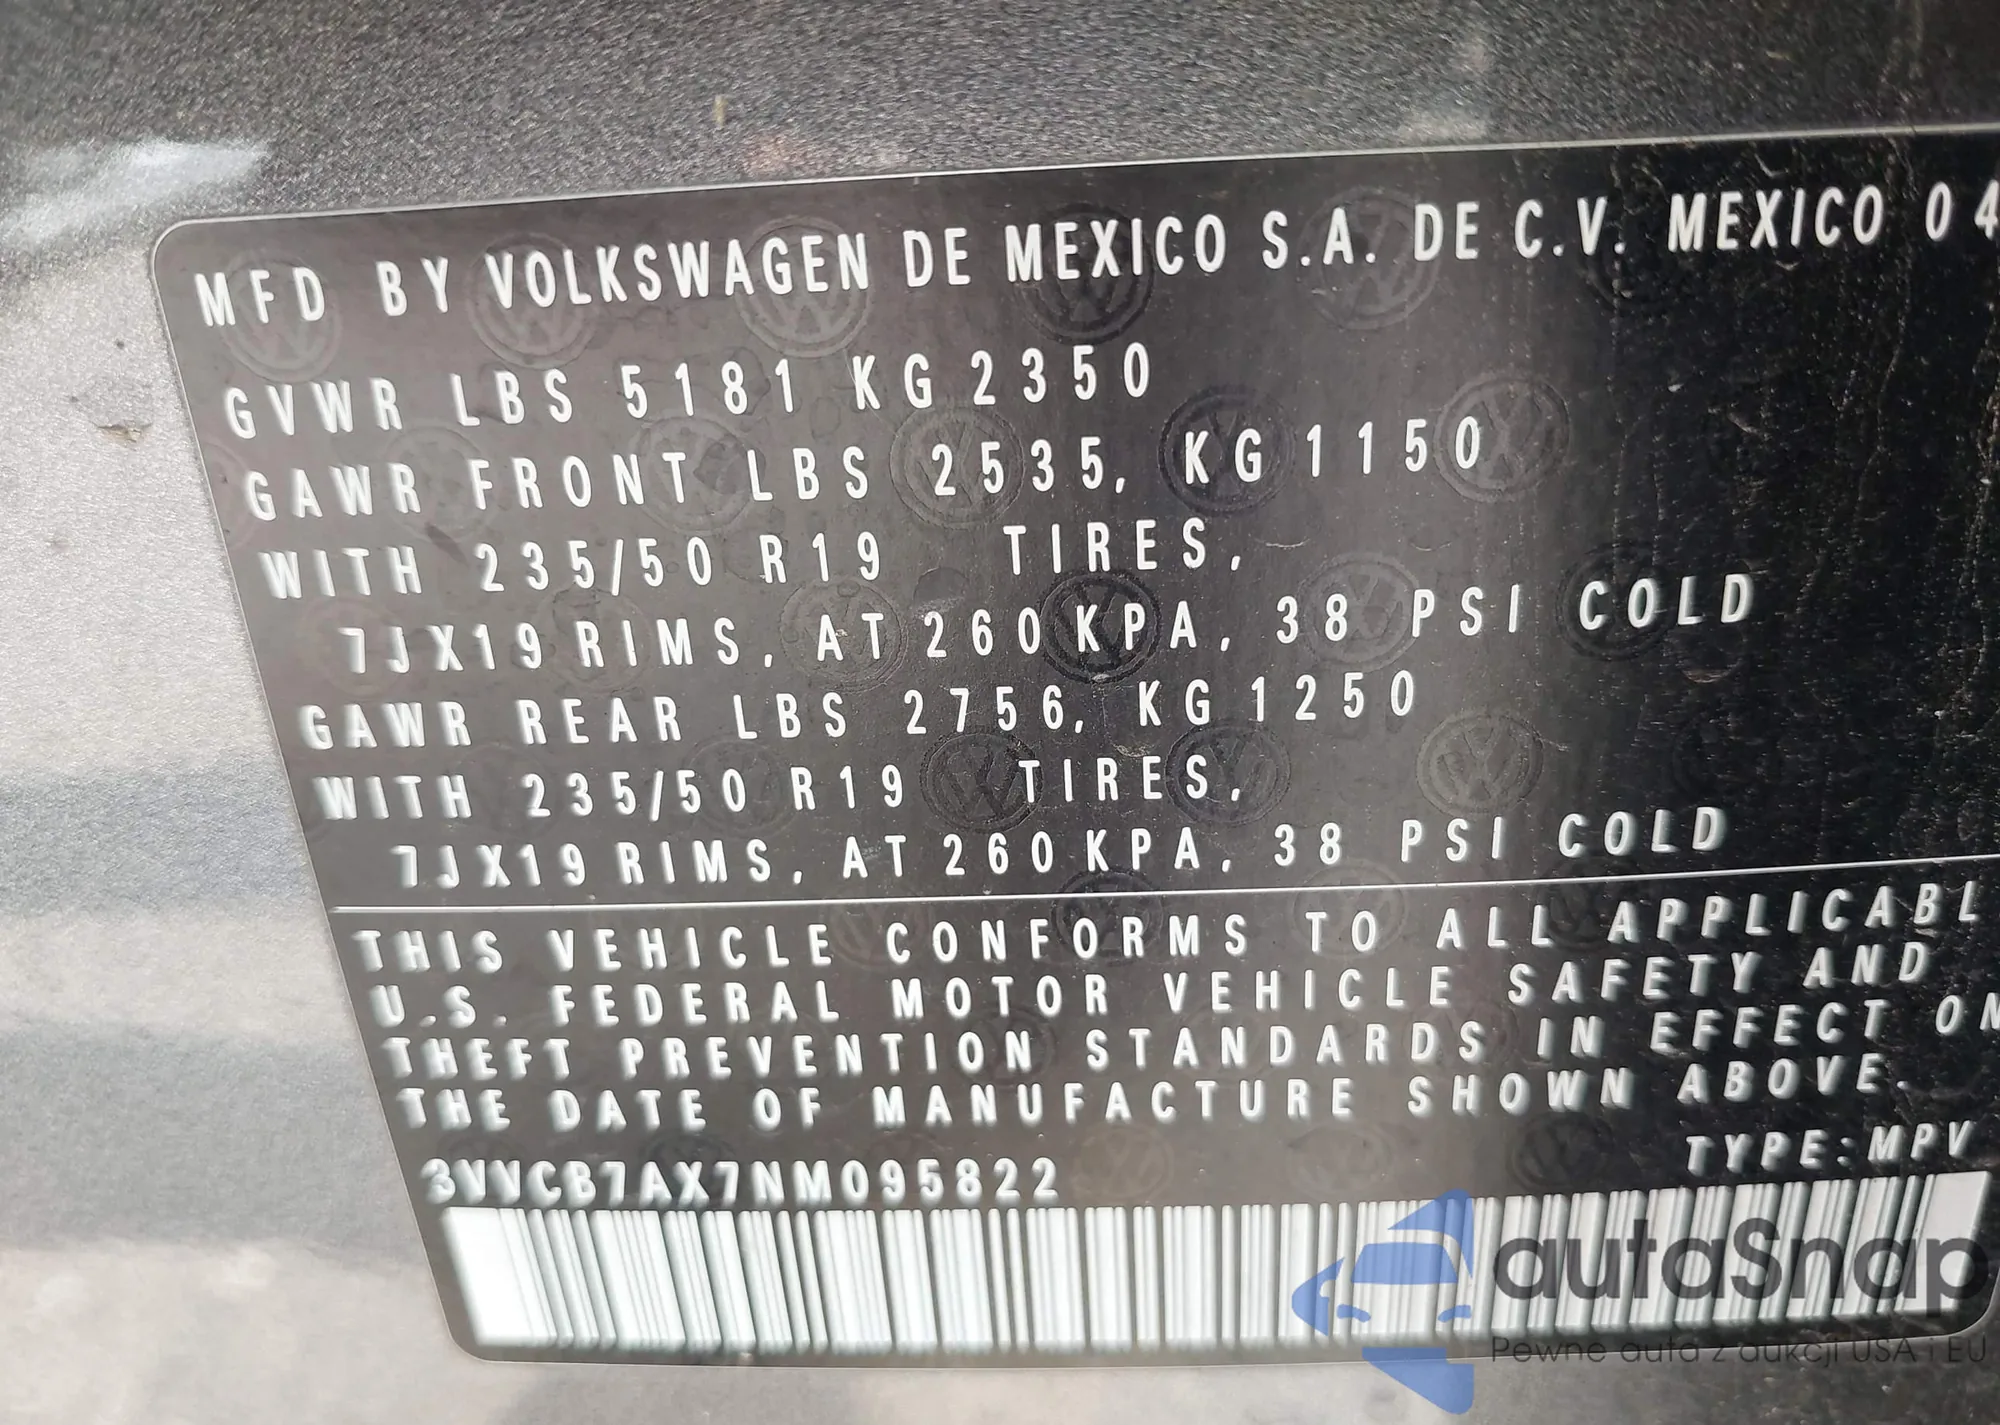 MFD BY VOLKSWAGEN DE MEXICO S.A. DE C.V. MEXICO 04
GVWR LBS 5181 KG 2350
GAWR FRONT LBS 2535, KG 1150
WITH 235/50 R19 TIRES,
7JX19 RIMS, AT 260 KPA, 38 PSI COLD
GAWR REAR LBS 2756, KG 1250
WITH 235/50 R19 TIRES,
7JX19 RIMS, AT 260 KPA, 38 PSI COLD
THIS VEHICLE CONFORMS TO ALL APPLICABL
U.S. FEDERAL MOTOR VEHICLE SAFETY AND
THEFT PREVENTION STANDARDS IN EFFECT ON
THE DATE OF MANUFACTURE SHOWN ABOVE.
TYPE: MPV
3VVCB7AX7NM095822
autaSnap
Pewne auta z aukcji USA i EU